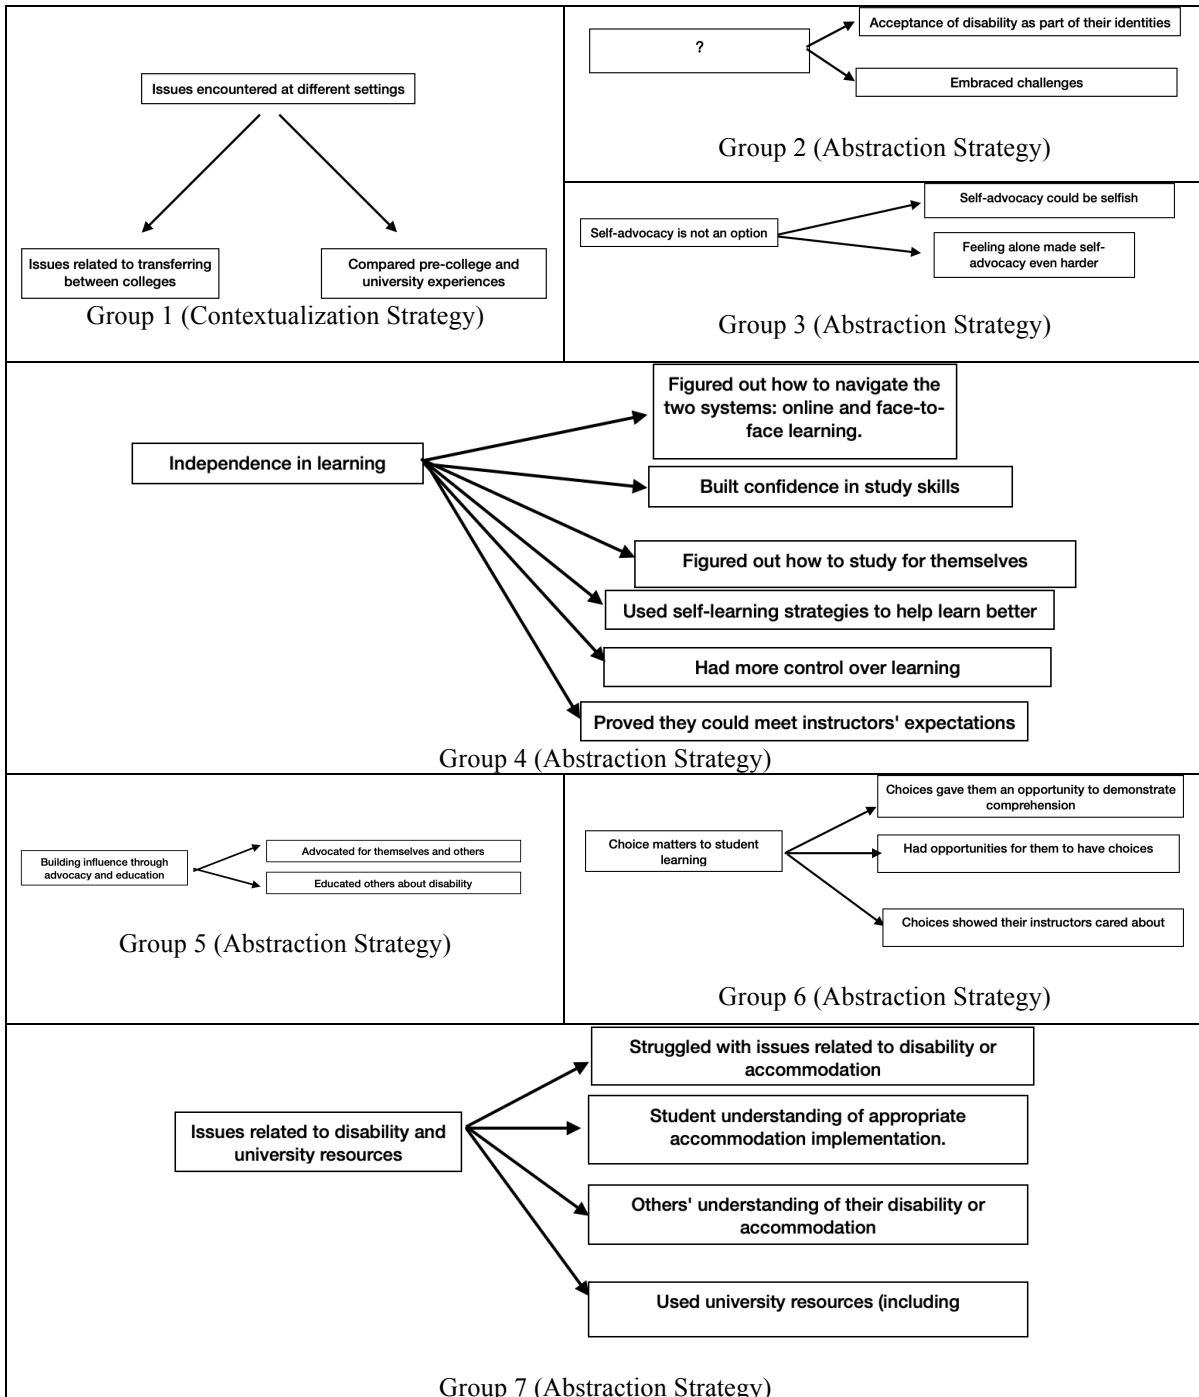 Issues encountered at different settings
Issues related to transferring
between colleges
Compared pre-college and
university experiences
Group 1 (Contextualization Strategy)
?
Acceptance of disability as part of their identities
Embraced challenges
Group 2 (Abstraction Strategy)
Self-advocacy is not an option
Self-advocacy could be selfish
Feeling alone made self-
advocacy even harder
Group 3 (Abstraction Strategy)
Independence in learning
Figured out how to navigate the
two systems: online and face-to-
face learning.
Built confidence in study skills
Figured out how to study for themselves
Used self-learning strategies to help learn better
Had more control over learning
Proved they could meet instructors' expectations
Group 4 (Abstraction Strategy)
Building influence through
advocacy and education
Advocated for themselves and others
Educated others about disability
Group 5 (Abstraction Strategy)
Choice matters to student
learning
Choices gave them an opportunity to demonstrate
comprehension
Had opportunities for them to have choices
Choices showed their instructors cared about
Group 6 (Abstraction Strategy)
Issues related to disability and
university resources
Struggled with issues related to disability or
accommodation
Student understanding of appropriate
accommodation implementation.
Others' understanding of their disability or
accommodation
Used university resources (including
Group 7 (Abstraction Strategy)